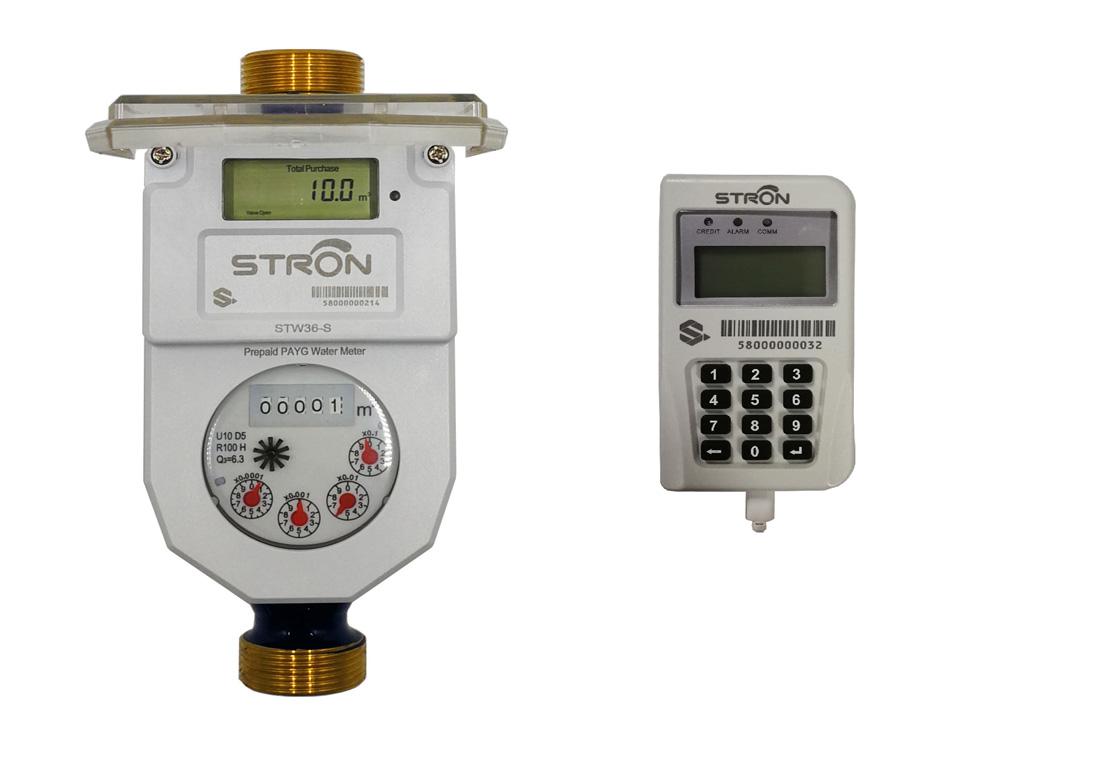 Total Purchase
10.0 m³
Valve Open
STRON
S
58000000214
STW36-S
Prepaid PAYG Water Meter
00001 m³
U10 D5
R100 H
Q₃=6.3
X0.1
X0.0001
X0.001
X0.01
STRON
CREDIT ALARM COMM
S
58000000032
1 2 3
4 5 6
7 8 9
← 0 ↵